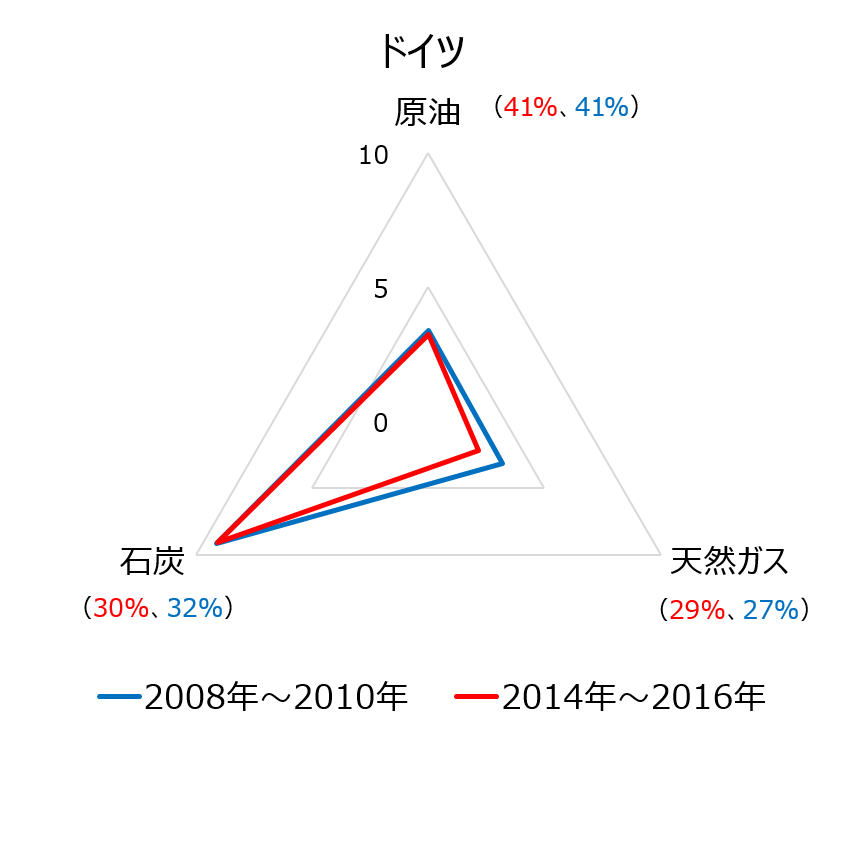 ドイツ
原油 （41%、41%）
10
5
0
石炭
天然ガス
（30%、32%）
（29%、27%）
2008年～2010年
2014年～2016年